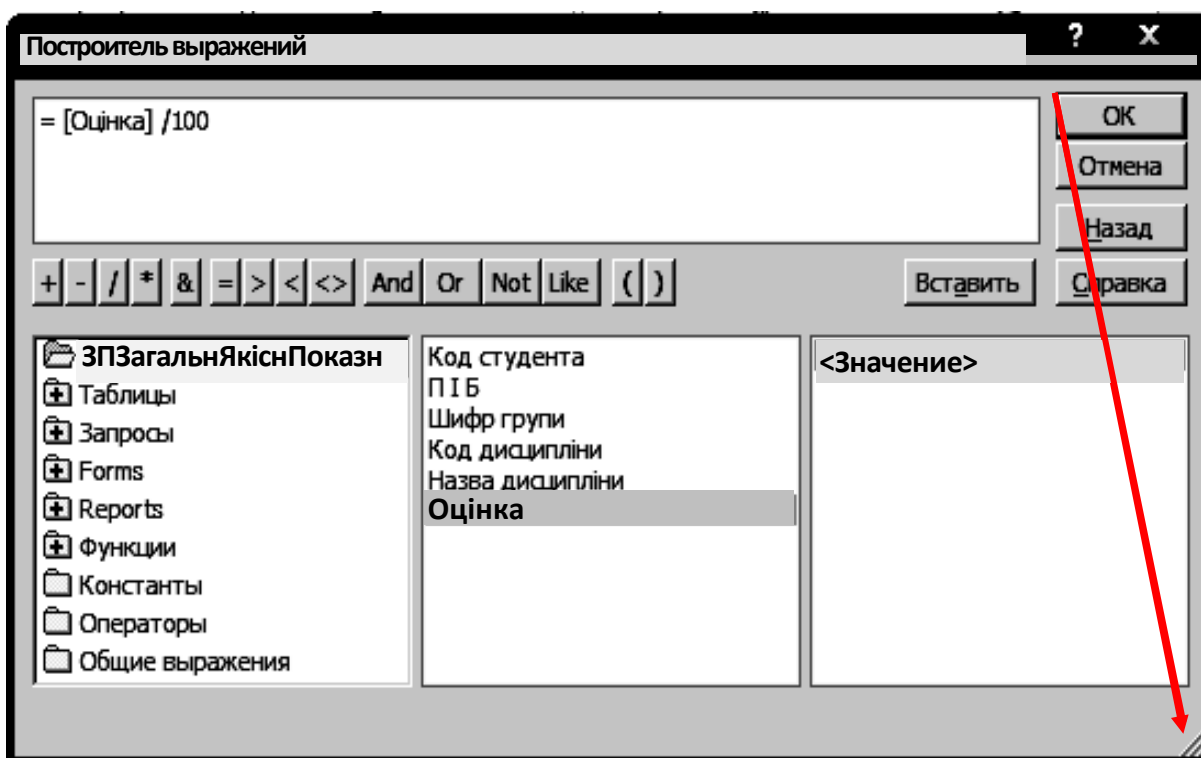 Построитель выражений ? X
= [Оцінка] /100
OK
Отмена
Назад
+ - / * & = > < <> And Or Not Like ( ) Вставить Справка
ЗПЗагальнЯкіснПоказн
Таблицы
Запросы
Forms
Reports
Функции
Константы
Операторы
Общие выражения
Код студента
П І Б
Шифр групи
Код дисципліни
Назва дисципліни
Оцінка
<Значение>